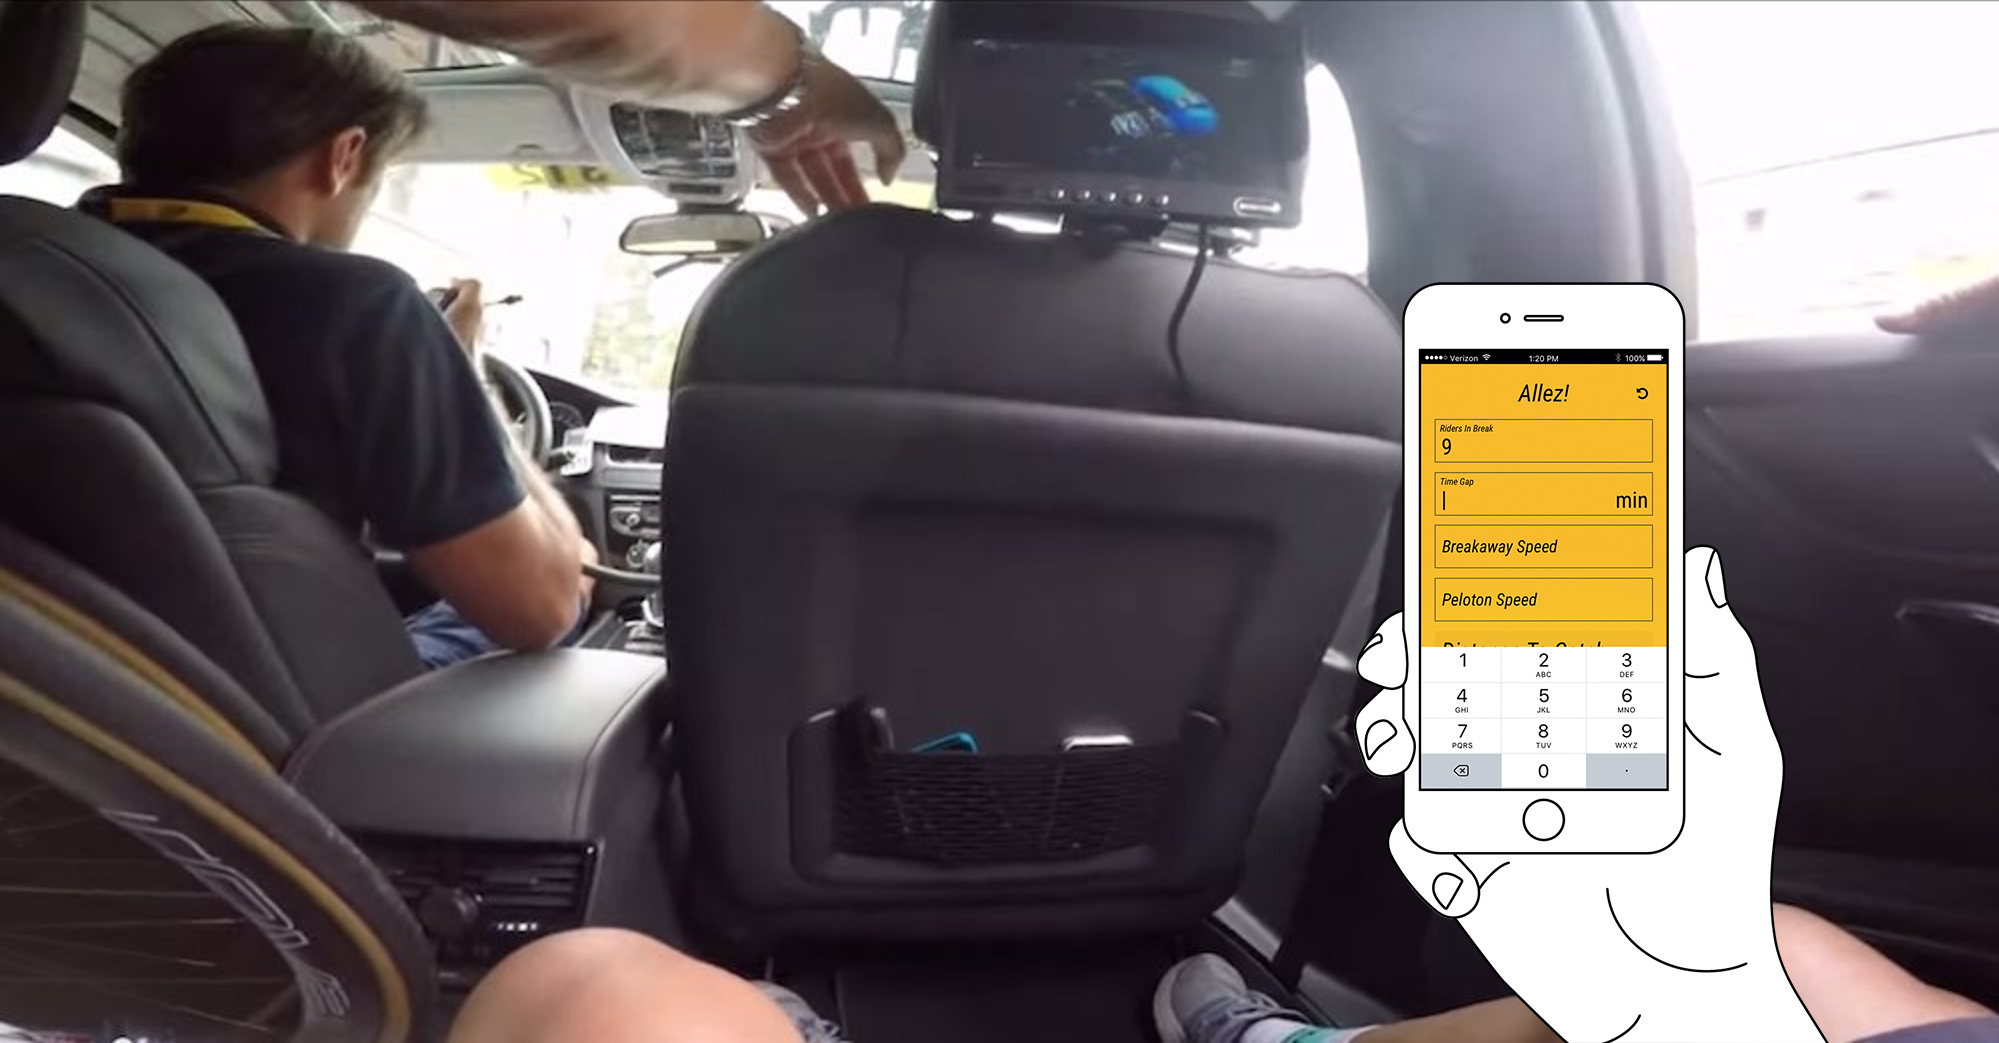 Verizon 1:20 PM 100%
Allez!
Riders In Break
9
Time Gap
min
Breakaway Speed
Peloton Speed
1
2
ABC
3
DEF
4
GHI
5
JKL
6
MNO
7
PQRS
8
TUV
9
WXYZ
0
.